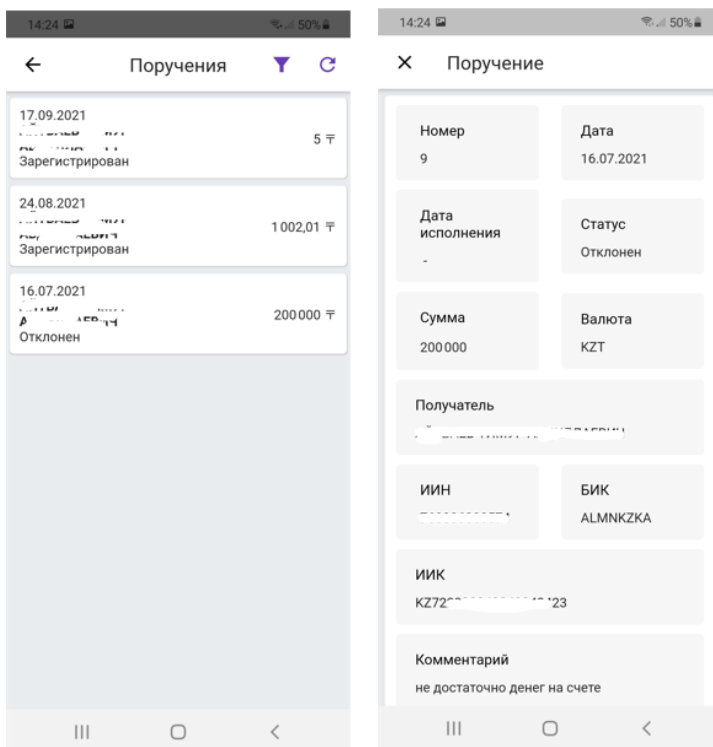 14:24 50%
Поручения
17.09.2021
5 ₸
Зарегистрирован
24.08.2021
1 002,01 ₸
Зарегистрирован
16.07.2021
200 000 ₸
Отклонен
14:24 50%
Поручение
Номер
9
Дата
16.07.2021
Дата
исполнения
-
Статус
Отклонен
Сумма
200 000
Валюта
KZT
Получатель
ИИН
БИК
ALMNKZKA
ИИК
KZ72
423
Комментарий
не достаточно денег на счете